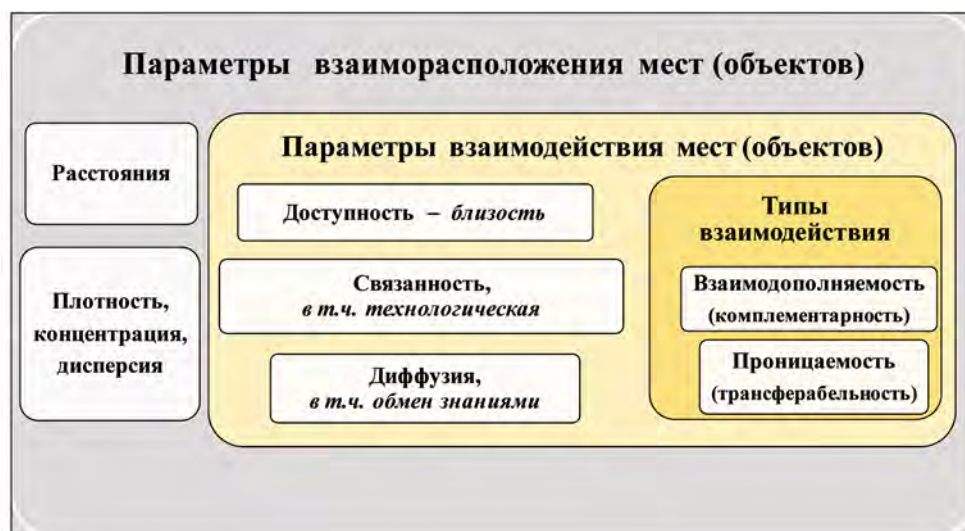 Параметры взаиморасположения мест (объектов)
Расстояния
Плотность,
концентрация,
дисперсия
Параметры взаимодействия мест (объектов)
Доступность – близость
Связанность,
в т.ч. технологическая
Диффузия,
в т.ч. обмен знаниями
Типы
взаимодействия
Взаимодополняемость
(комплементарность)
Проницаемость
(трансферабельность)